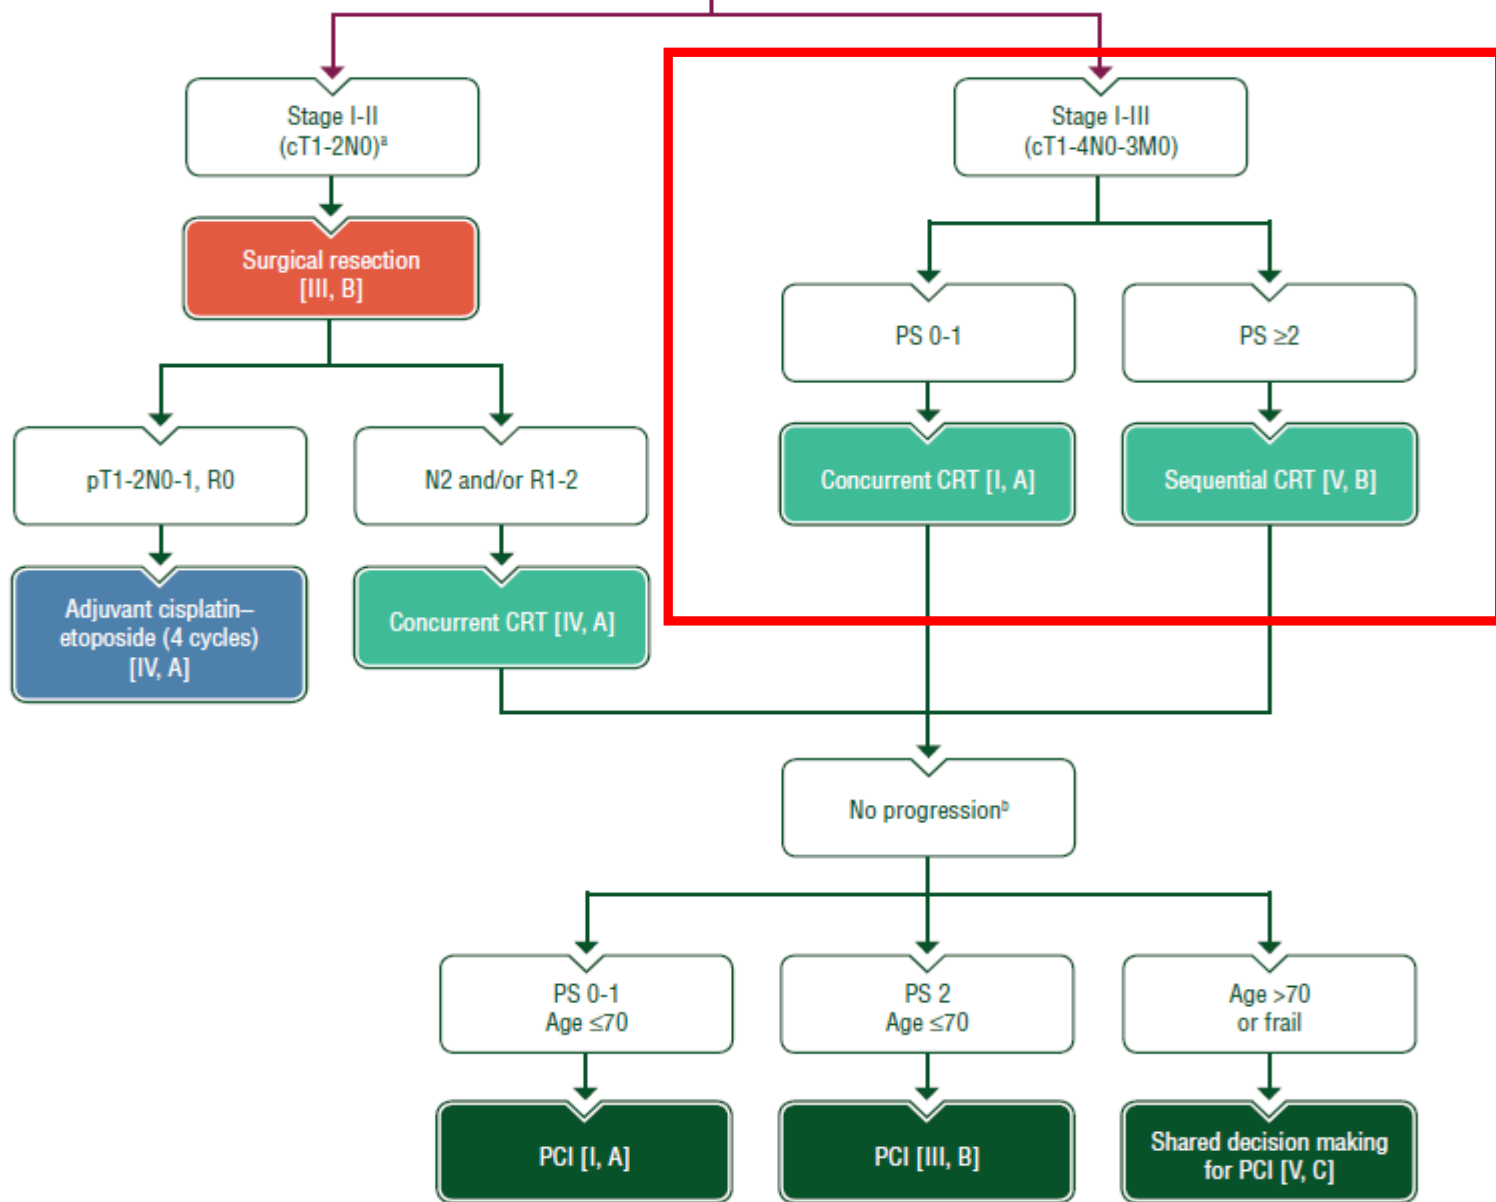 Stage I-II
(cT1-2N0)ᵃ
Stage I-III
(cT1-4N0-3M0)
Surgical resection
[III, B]
PS 0-1
PS ≥2
pT1-2N0-1, R0
N2 and/or R1-2
Concurrent CRT [I, A]
Sequential CRT [V, B]
Adjuvant cisplatin–
etoposide (4 cycles)
[IV, A]
Concurrent CRT [IV, A]
No progressionᵇ
PS 0-1
Age ≤70
PS 2
Age ≤70
Age >70
or frail
PCI [I, A]
PCI [III, B]
Shared decision making
for PCI [V, C]